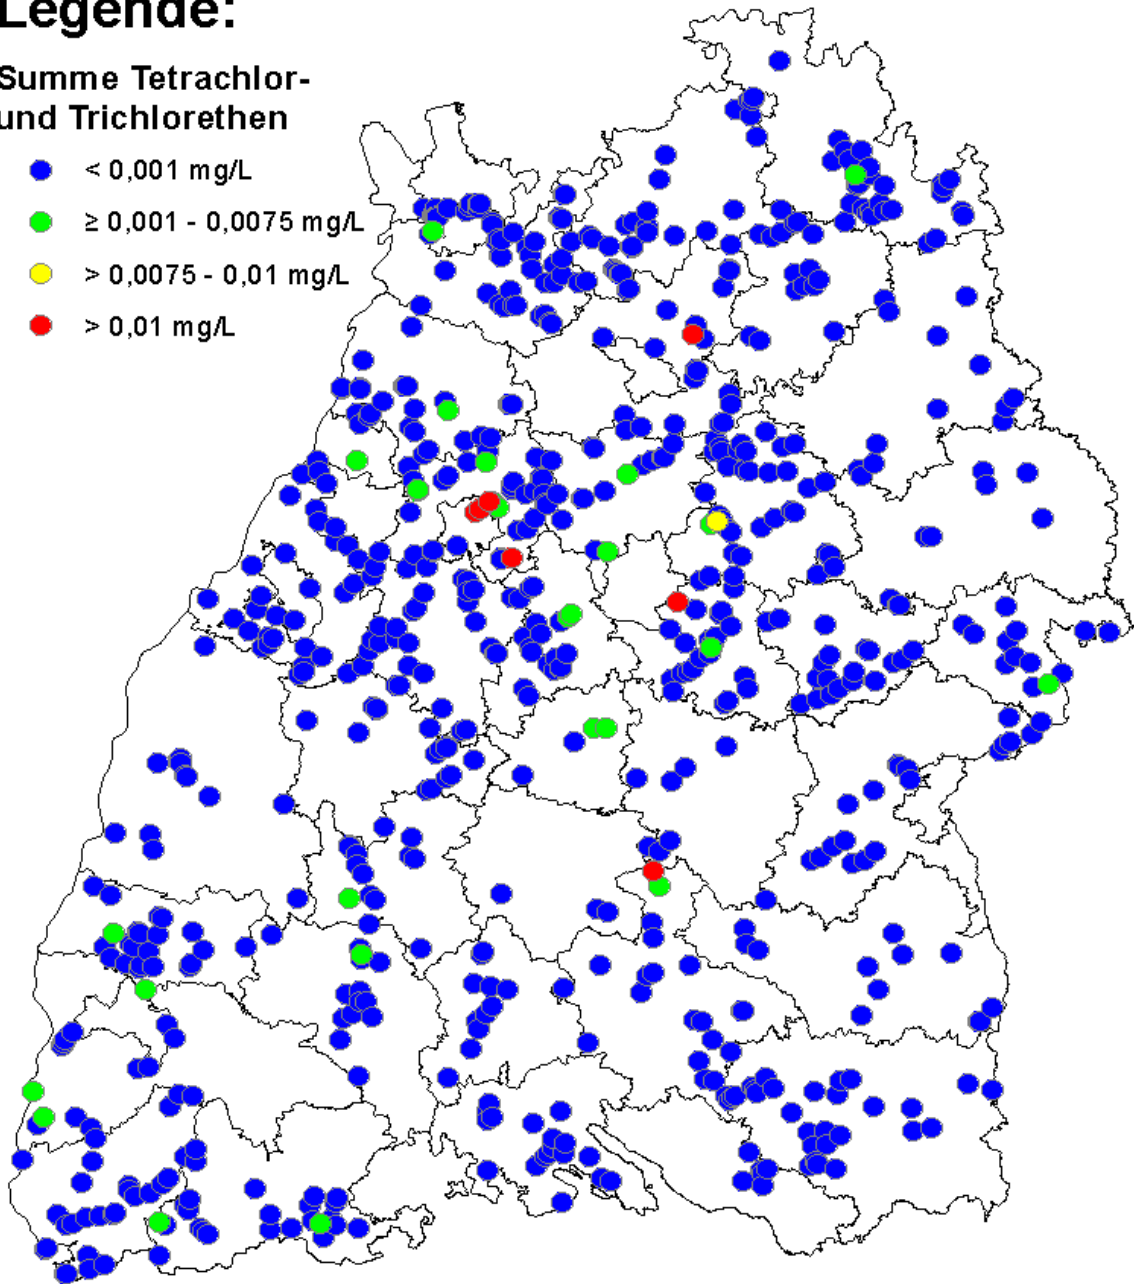 Legende:
Summe Tetrachlor-
und Trichlorethen
< 0,001 mg/L
≥ 0,001 - 0,0075 mg/L
> 0,0075 - 0,01 mg/L
> 0,01 mg/L